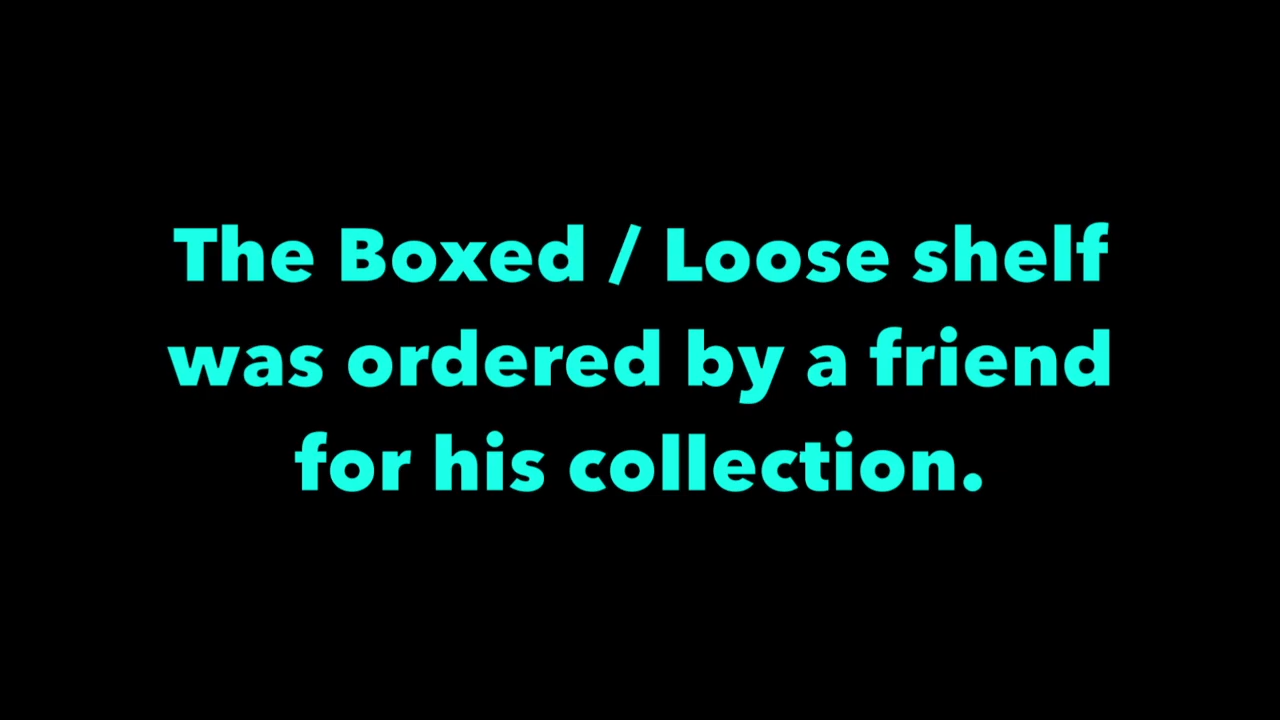 The Boxed / Loose shelf
was ordered by a friend
for his collection.